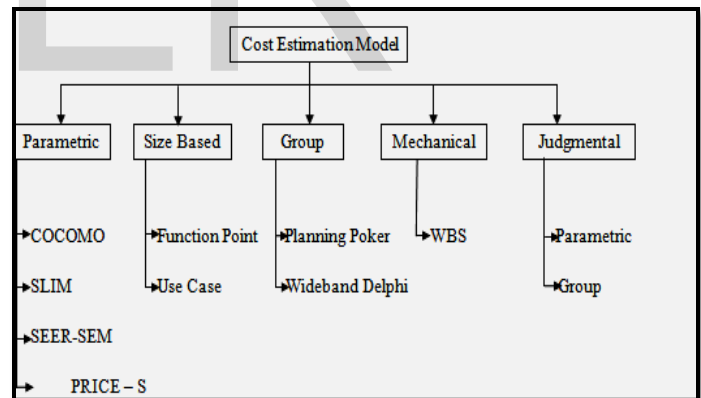 Cost Estimation Model
Parametric Size Based Group Mechanical Judgmental
COCOMO Function Point Planning Poker WBS Parametric
SLIM Use Case Wideband Delphi Group
SEER-SEM
PRICE – S